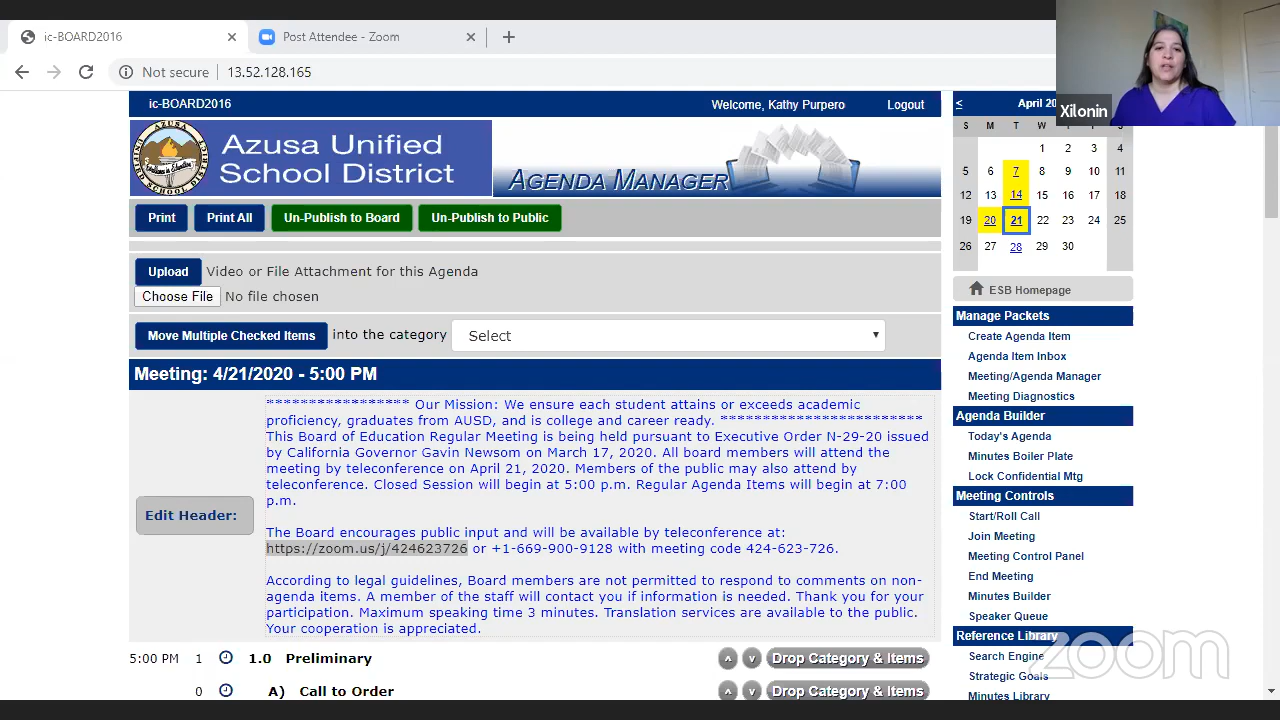 ic-BOARD2016
Post Attendee - Zoom
Not secure
13.52.128.165
Xilonin
ic-BOARD2016
Welcome, Kathy Purpero
Logout
< April 20
AZUSA
SCHOOL DISTRICT
Azusa Unified
School District
AGENDA MANAGER
S M T W
1 2 3 4
5 6 7 8 9 10 11
12 13 14 15 16 17 18
19 20 21 22 23 24 25
26 27 28 29 30
Print
Print All
Un-Publish to Board
Un-Publish to Public
Upload
Video or File Attachment for this Agenda
Choose File
No file chosen
Move Multiple Checked Items
into the category
Select
Meeting: 4/21/2020 - 5:00 PM
Edit Header:
***************** Our Mission: We ensure each student attains or exceeds academic
proficiency, graduates from AUSD, and is college and career ready. ************************
This Board of Education Regular Meeting is being held pursuant to Executive Order N-29-20 issued
by California Governor Gavin Newsom on March 17, 2020. All board members will attend the
meeting by teleconference on April 21, 2020. Members of the public may also attend by
teleconference. Closed Session will begin at 5:00 p.m. Regular Agenda Items will begin at 7:00
p.m.
The Board encourages public input and will be available by teleconference at:
https://zoom.us/j/424623726 or +1-669-900-9128 with meeting code 424-623-726.
According to legal guidelines, Board members are not permitted to respond to comments on non-
agenda items. A member of the staff will contact you if information is needed. Thank you for your
participation. Maximum speaking time 3 minutes. Translation services are available to the public.
Your cooperation is appreciated.
5:00 PM 1 1.0 Preliminary
Drop Category & Items
0 A) Call to Order
Drop Category & Items
ESB Homepage
Manage Packets
Create Agenda Item
Agenda Item Inbox
Meeting/Agenda Manager
Meeting Diagnostics
Agenda Builder
Today's Agenda
Minutes Boiler Plate
Lock Confidential Mtg
Meeting Controls
Start/Roll Call
Join Meeting
Meeting Control Panel
End Meeting
Minutes Builder
Speaker Queue
Reference Library
Search Engine
Strategic Goals
Minutes Library
zoom